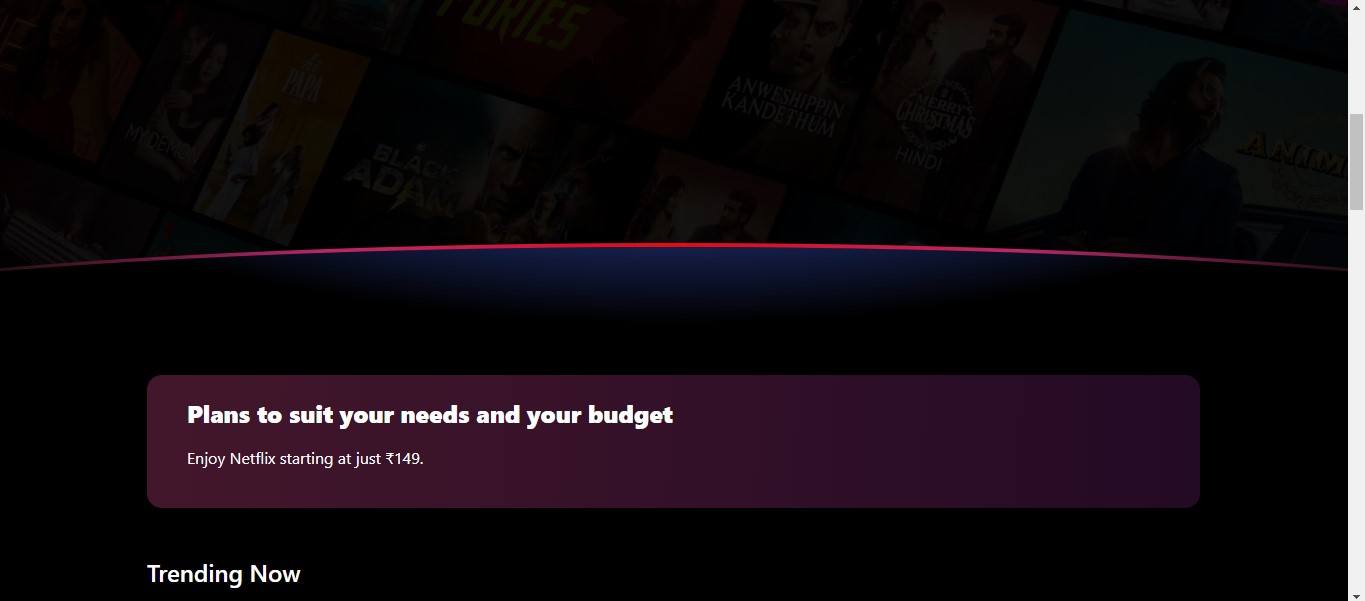 ORIES
PAPA
MY DEMON
BLACK
ADAM
ANWESHIPPIN
KANDETHUM
MERRY
CHRISTMAS
HINDI
ANIM
Plans to suit your needs and your budget
Enjoy Netflix starting at just ₹149.
Trending Now